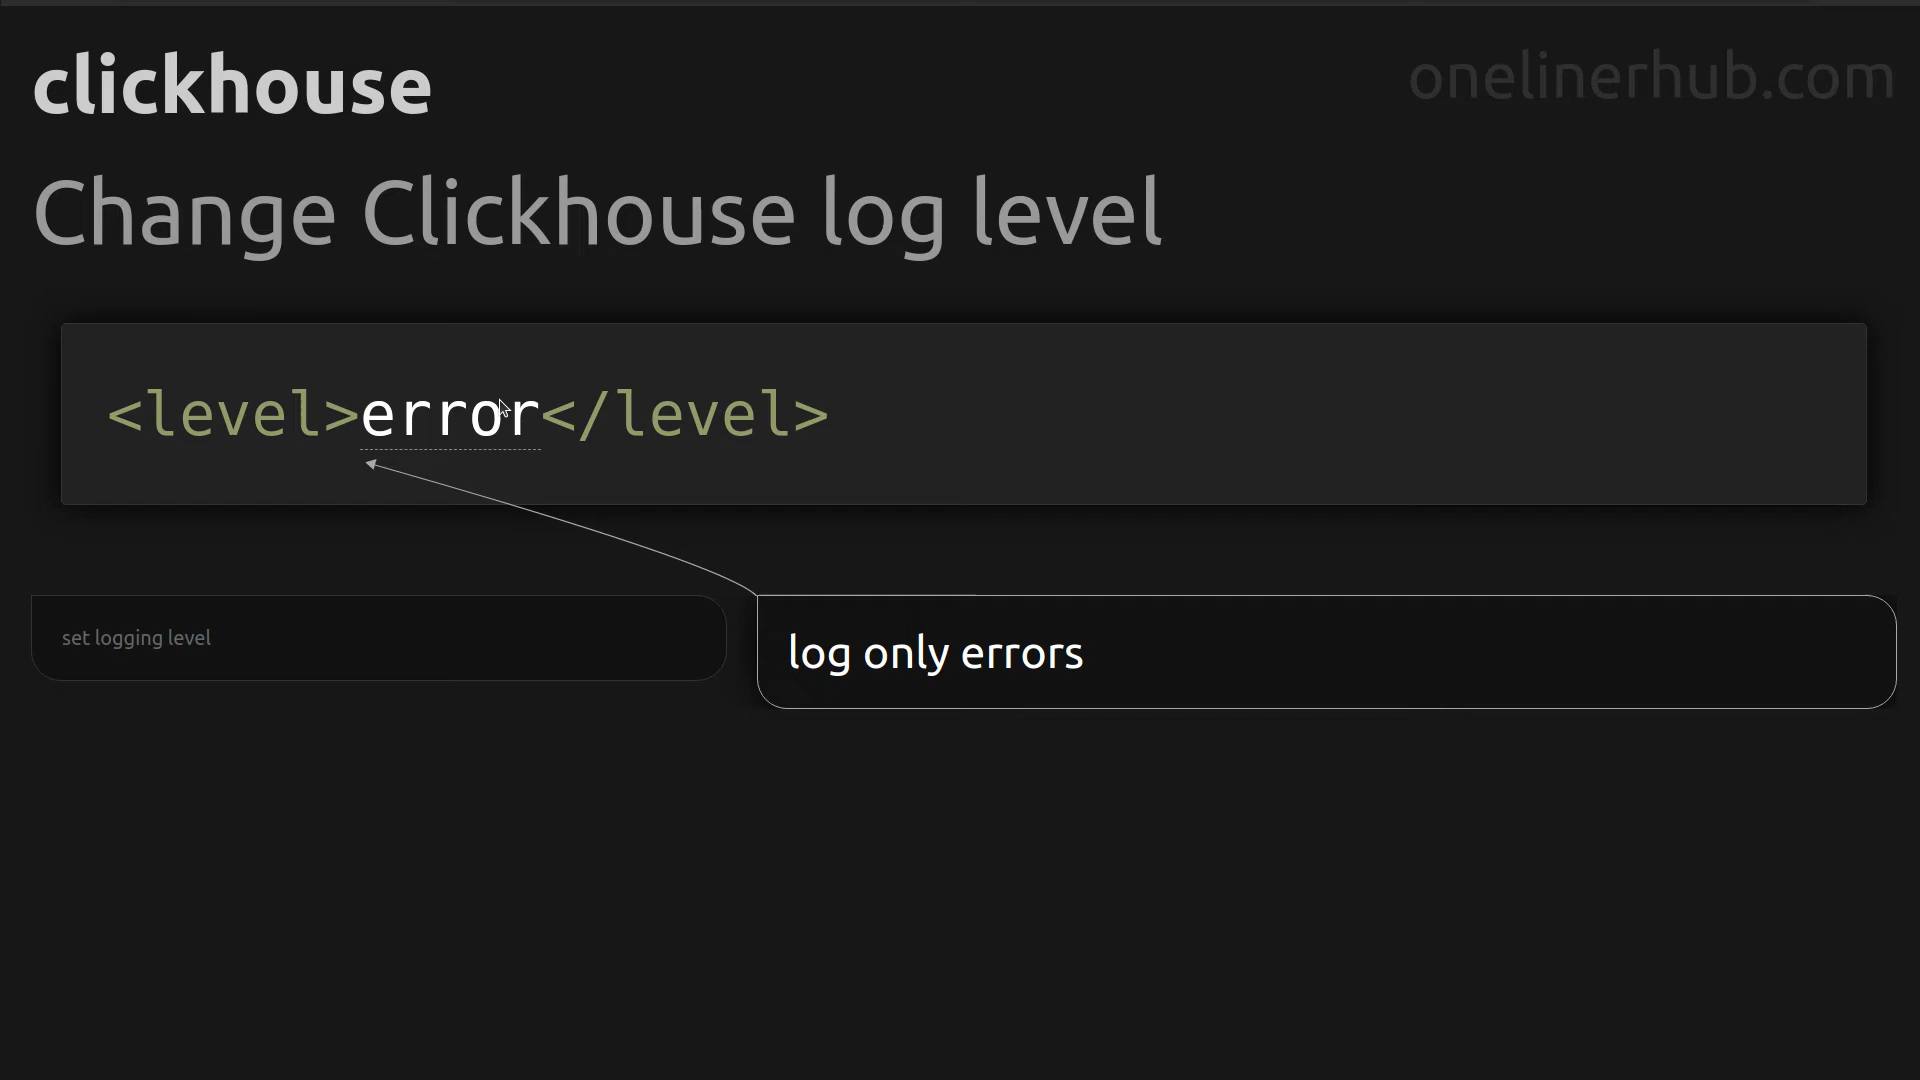 clickhouse
onelinerhub.com
Change Clickhouse log level
<level>error</level>
set logging level
log only errors